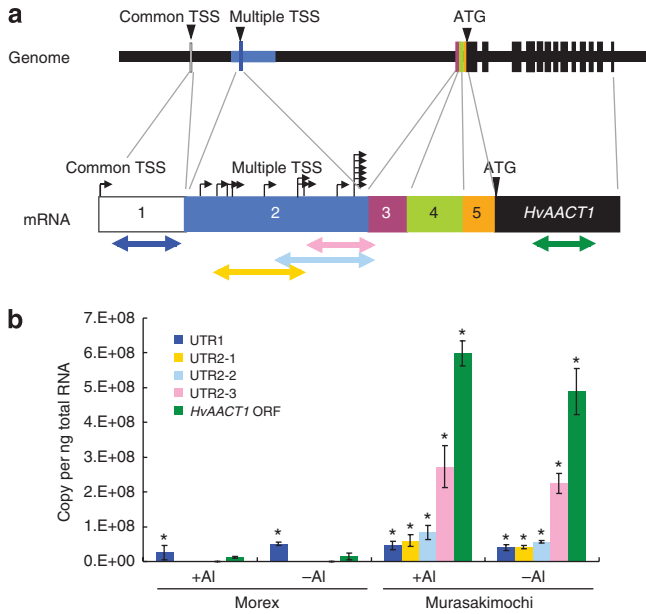 a
Common TSS Multiple TSS ATG
Genome
Common TSS Multiple TSS ATG
mRNA 1 2 3 4 5 HvAACT1
b
7.E+08
6.E+08
5.E+08
4.E+08
3.E+08
2.E+08
1.E+08
0.E+00
Copy per ng total RNA
UTR1
UTR2-1
UTR2-2
UTR2-3
HvAACT1 ORF
* * * * * * * * * * * *
+Al –Al +Al –Al
Morex Murasakimochi